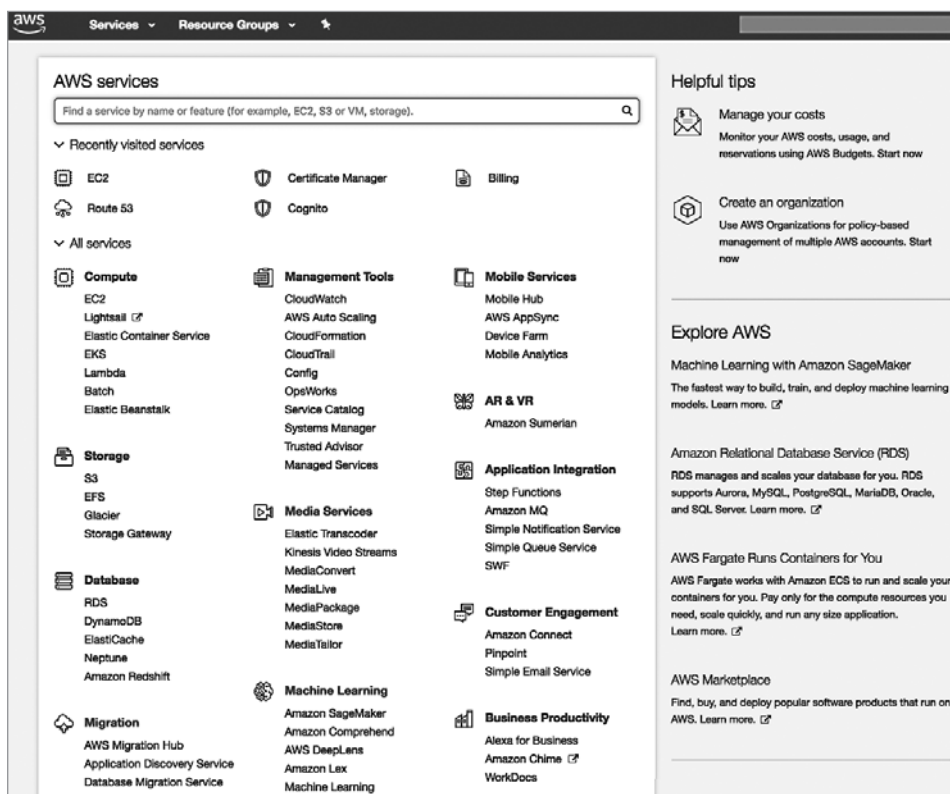 aws
Services
Resource Groups
AWS services
Find a service by name or feature (for example, EC2, S3 or VM, storage).
Recently visited services
EC2
Certificate Manager
Billing
Route 53
Cognito
All services
Compute
EC2
Lightsail
Elastic Container Service
EKS
Lambda
Batch
Elastic Beanstalk
Storage
S3
EFS
Glacier
Storage Gateway
Database
RDS
DynamoDB
ElastiCache
Neptune
Amazon Redshift
Migration
AWS Migration Hub
Application Discovery Service
Database Migration Service
Management Tools
CloudWatch
AWS Auto Scaling
CloudFormation
CloudTrail
Config
OpsWorks
Service Catalog
Systems Manager
Trusted Advisor
Managed Services
Media Services
Elastic Transcoder
Kinesis Video Streams
MediaConvert
MediaLive
MediaPackage
MediaStore
MediaTailor
Machine Learning
Amazon SageMaker
Amazon Comprehend
AWS DeepLens
Amazon Lex
Machine Learning
Mobile Services
Mobile Hub
AWS AppSync
Device Farm
Mobile Analytics
AR & VR
Amazon Sumerian
Application Integration
Step Functions
Amazon MQ
Simple Notification Service
Simple Queue Service
SWF
Customer Engagement
Amazon Connect
Pinpoint
Simple Email Service
Business Productivity
Alexa for Business
Amazon Chime
WorkDocs
Helpful tips
Manage your costs
Monitor your AWS costs, usage, and
reservations using AWS Budgets. Start now
Create an organization
Use AWS Organizations for policy-based
management of multiple AWS accounts. Start
now
Explore AWS
Machine Learning with Amazon SageMaker
The fastest way to build, train, and deploy machine learning
models. Learn more.
Amazon Relational Database Service (RDS)
RDS manages and scales your database for you. RDS
supports Aurora, MySQL, PostgreSQL, MariaDB, Oracle,
and SQL Server. Learn more.
AWS Fargate Runs Containers for You
AWS Fargate works with Amazon ECS to run and scale your
containers for you. Pay only for the compute resources you
need, scale quickly, and run any size application.
Learn more.
AWS Marketplace
Find, buy, and deploy popular software products that run on
AWS. Learn more.